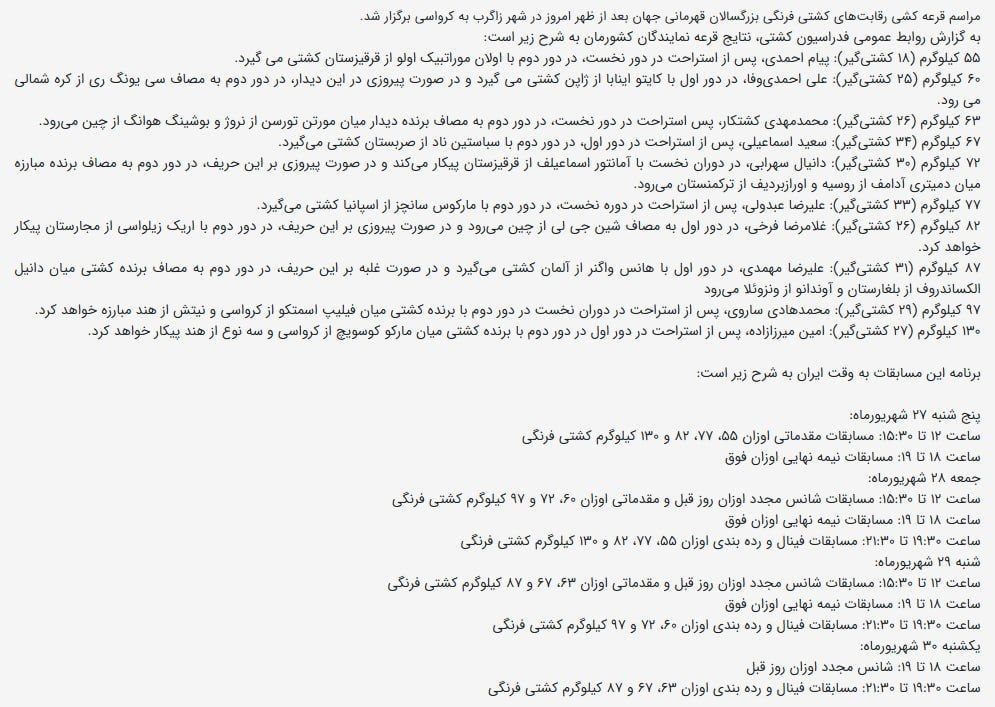 مراسم قرعه کشی رقابت‌های کشتی فرنگی بزرگسالان قهرمانی جهان بعد از ظهر امروز در شهر زاگرب به کرواسی برگزار شد.
به گزارش روابط عمومی فدراسیون کشتی، نتایج قرعه نمایندگان کشورمان به شرح زیر است:
۵۵ کیلوگرم (۱۸ کشتی‌گیر): پیام احمدی، پس از استراحت در دور نخست، در دور دوم با اولان موراتبیک اولو از قرقیزستان کشتی می گیرد.
۶۰ کیلوگرم (۲۵ کشتی‌گیر): علی احمدی‌وفا، در دور اول با کایتو اینابا از ژاپن کشتی می گیرد و در صورت پیروزی در این دیدار، در دور دوم به مصاف سی یونگ ری از کره شمالی
می رود.
۶۳ کیلوگرم (۲۶ کشتی‌گیر): محمدمهدی کشتکار، پس استراحت در دور نخست، در دور دوم به مصاف برنده دیدار میان مورتن تورسن از نروژ و بوشینگ هوانگ از چین می‌رود.
۶۷ کیلوگرم (۳۴ کشتی‌گیر): سعید اسماعیلی، پس از استراحت در دور اول، در دور دوم با سباستین ناد از صربستان کشتی می‌گیرد.
۷۲ کیلوگرم (۳۰ کشتی‌گیر): دانیال سهرابی، در دوران نخست با آمانتور اسماعیلف از قرقیزستان پیکار می‌کند و در صورت پیروزی بر این حریف، در دور دوم به مصاف برنده مبارزه
میان دمیتری آدامف از روسیه و اورازبردیف از ترکمنستان می‌رود.
۷۷ کیلوگرم (۳۳ کشتی‌گیر): علیرضا عبدولی، پس از استراحت در دوره نخست، در دور دوم با مارکوس سانچز از اسپانیا کشتی می‌گیرد.
۸۲ کیلوگرم (۲۶ کشتی‌گیر): غلامرضا فرخی، در دور اول به مصاف شین جی لی از چین می‌رود و در صورت پیروزی بر این حریف، در دور دوم با اریک زیلواسی از مجارستان پیکار
خواهد کرد.
۸۷ کیلوگرم (۳۱ کشتی‌گیر): علیرضا مهمدی، در دور اول با هانس واگنر از آلمان کشتی می‌گیرد و در صورت غلبه بر این حریف، در دور دوم به مصاف برنده کشتی میان دانیل
الکساندروف از بلغارستان و آوندانو از ونزوئلا می‌رود
۹۷ کیلوگرم (۲۹ کشتی‌گیر): محمدهادی ساروی، پس از استراحت در دوران نخست در دور دوم با برنده کشتی میان فیلیپ اسمتکو از کرواسی و نیتش از هند مبارزه خواهد کرد.
۱۳۰ کیلوگرم (۲۷ کشتی‌گیر): امین میرزازاده، پس از استراحت در دور اول در دور دوم با برنده کشتی میان مارکو کوسویچ از کرواسی و سه نوع از هند پیکار خواهد کرد.
برنامه این مسابقات به وقت ایران به شرح زیر است:
پنج شنبه ۲۷ شهریورماه:
ساعت ۱۲ تا ۱۵:۳۰: مسابقات مقدماتی اوزان ۵۵، ۷۷، ۸۲ و ۱۳۰ کیلوگرم کشتی فرنگی
ساعت ۱۸ تا ۱۹: مسابقات نیمه نهایی اوزان فوق
جمعه ۲۸ شهریورماه:
ساعت ۱۲ تا ۱۵:۳۰: مسابقات شانس مجدد اوزان روز قبل و مقدماتی اوزان ۶۰، ۷۲ و ۹۷ کیلوگرم کشتی فرنگی
ساعت ۱۸ تا ۱۹: مسابقات نیمه نهایی اوزان فوق
ساعت ۱۹:۳۰ تا ۲۱:۳۰: مسابقات فینال و رده بندی اوزان ۵۵، ۷۷، ۸۲ و ۱۳۰ کیلوگرم کشتی فرنگی
شنبه ۲۹ شهریورماه:
ساعت ۱۲ تا ۱۵:۳۰: مسابقات شانس مجدد اوزان روز قبل و مقدماتی اوزان ۶۳، ۶۷ و ۸۷ کیلوگرم کشتی فرنگی
ساعت ۱۸ تا ۱۹: مسابقات نیمه نهایی اوزان فوق
ساعت ۱۹:۳۰ تا ۲۱:۳۰: مسابقات فینال و رده بندی اوزان ۶۰، ۷۲ و ۹۷ کیلوگرم کشتی فرنگی
یکشنبه ۳۰ شهریورماه:
ساعت ۱۸ تا ۱۹: شانس مجدد اوزان روز قبل
ساعت ۱۹:۳۰ تا ۲۱:۳۰: مسابقات فینال و رده بندی اوزان ۶۳، ۶۷ و ۸۷ کیلوگرم کشتی فرنگی